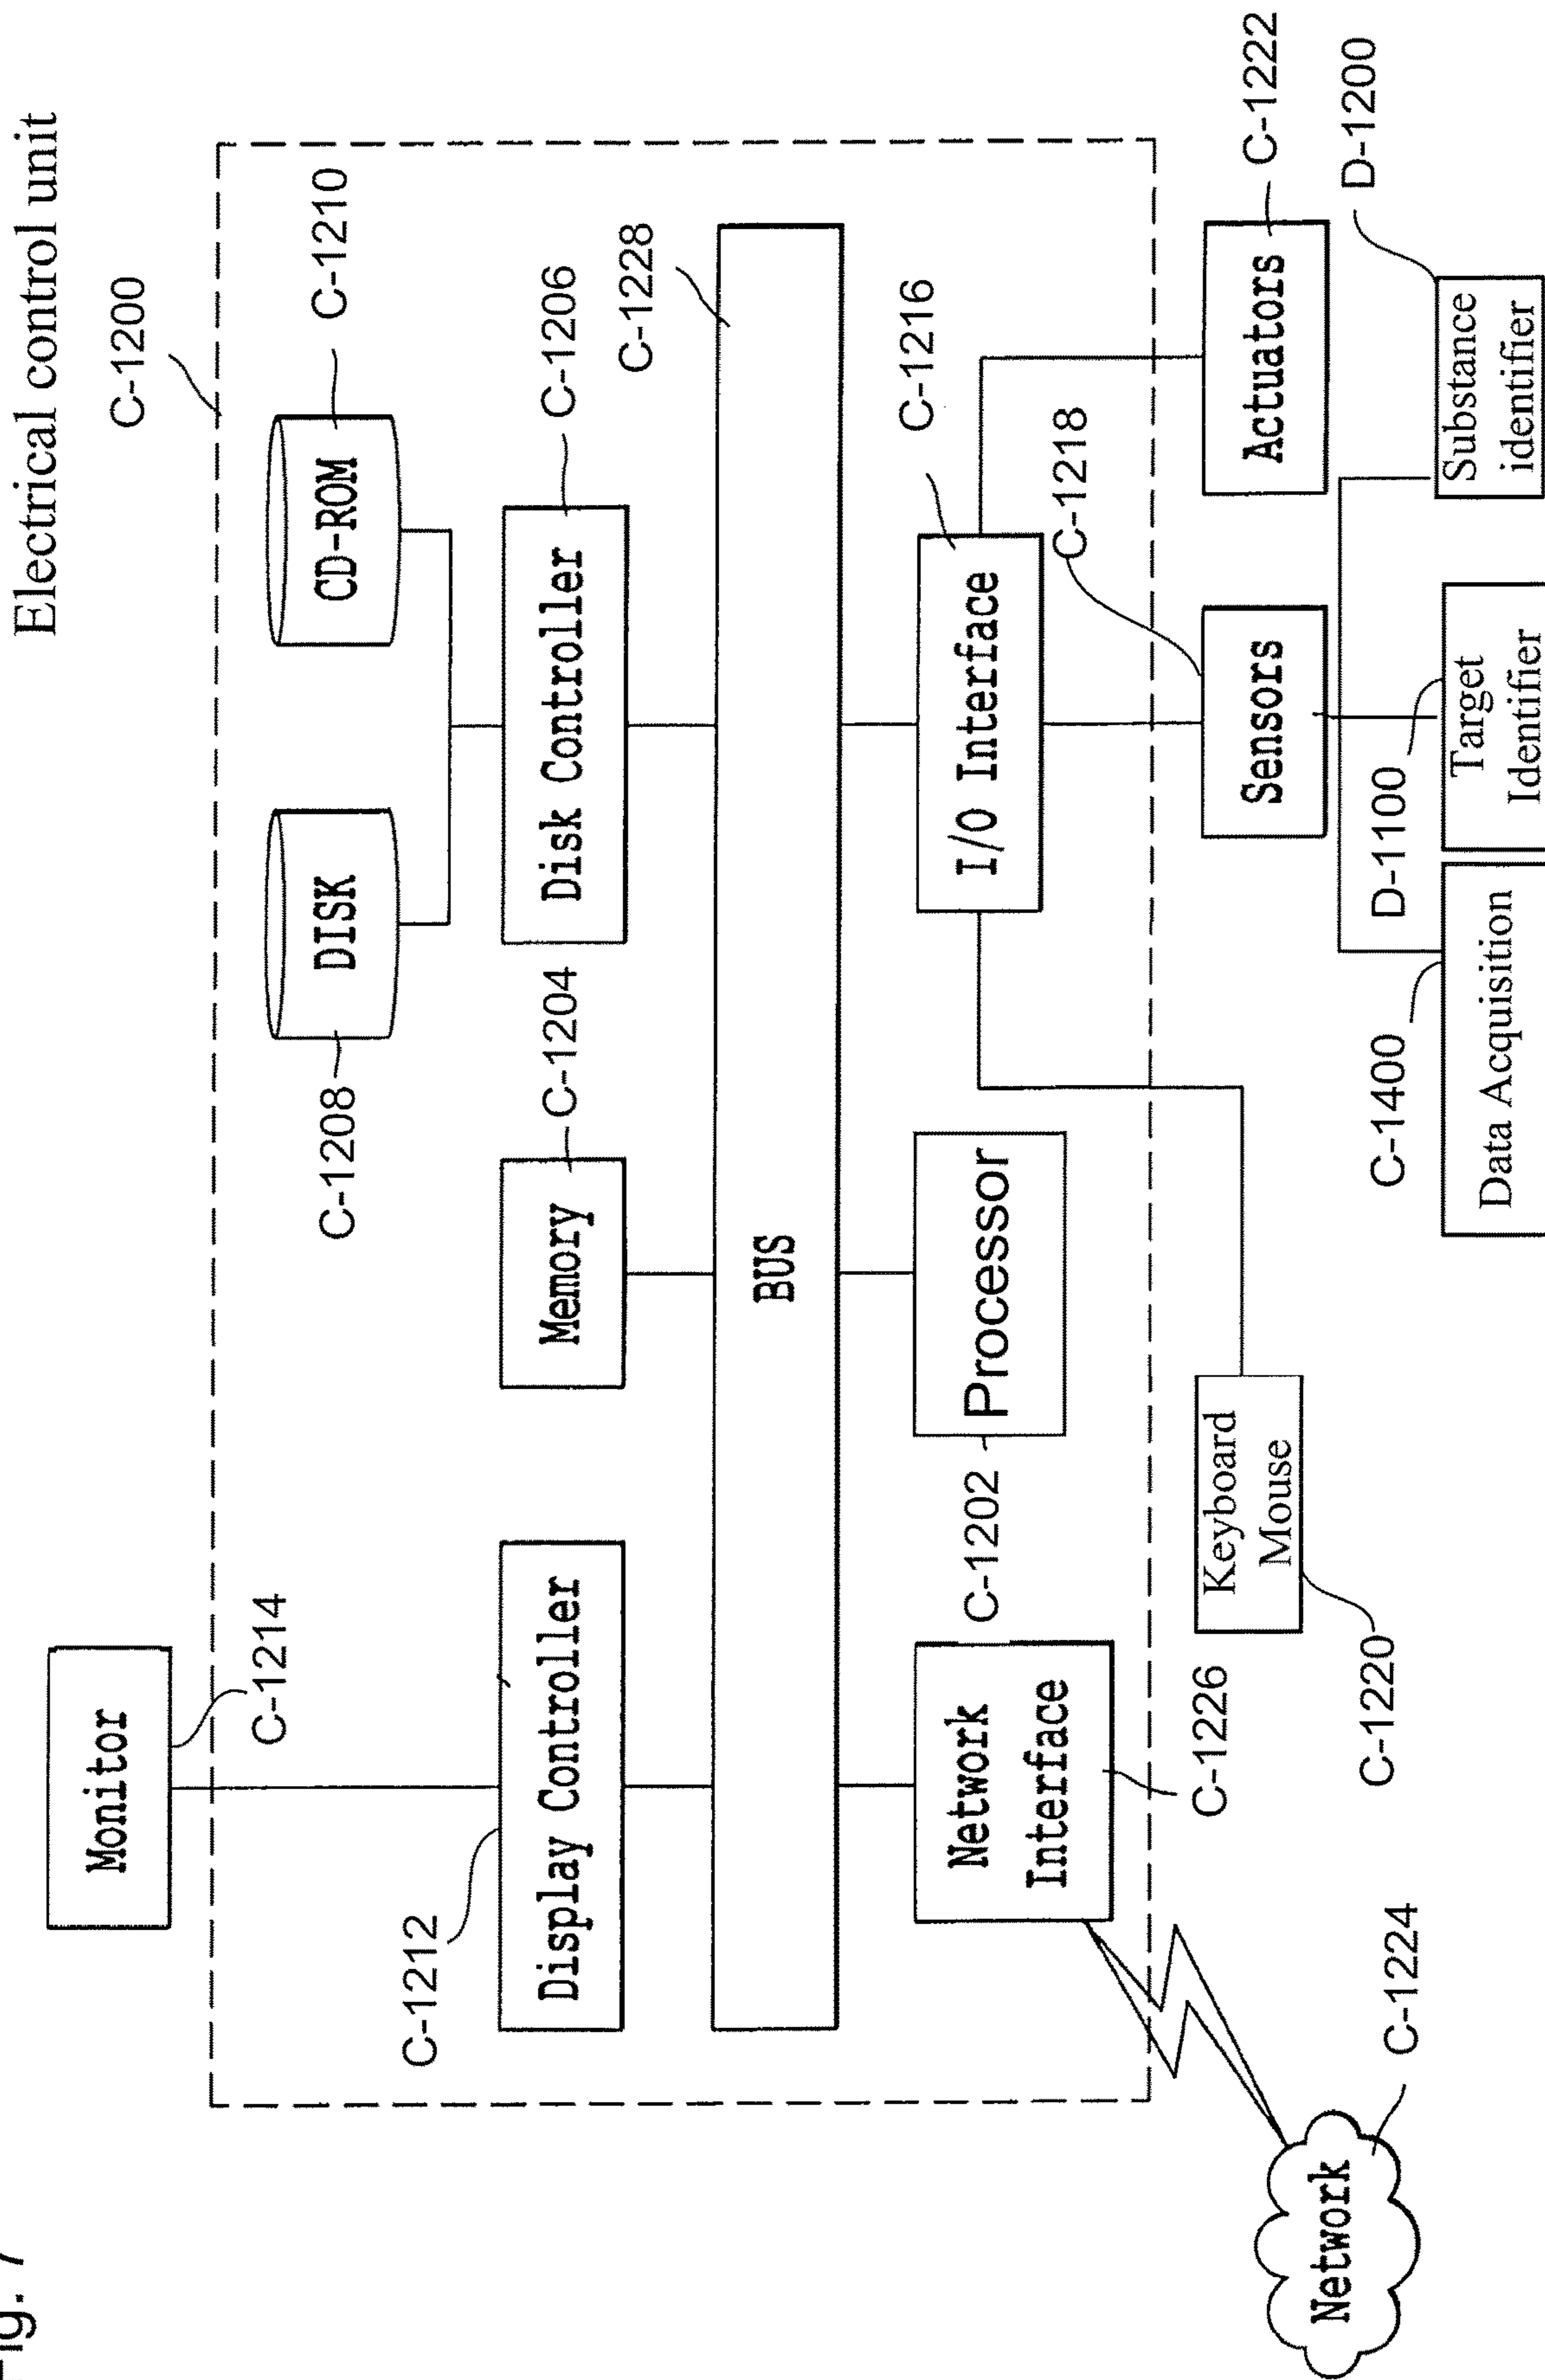 Fig. 7
Electrical control unit
C-1200
Monitor
C-1214
DISK
C-1208
CD-ROM
C-1210
C-1212
Display Controller
Memory
C-1204
Disk Controller
C-1206
BUS
C-1228
Network
Interface
C-1226
C-1202
Processor
I/O Interface
C-1216
C-1218
Keyboard
Mouse
C-1220
Sensors
Actuators
C-1222
Network
C-1224
C-1400
Data Acquisition
D-1100
Target
Identifier
D-1200
Substance
identifier